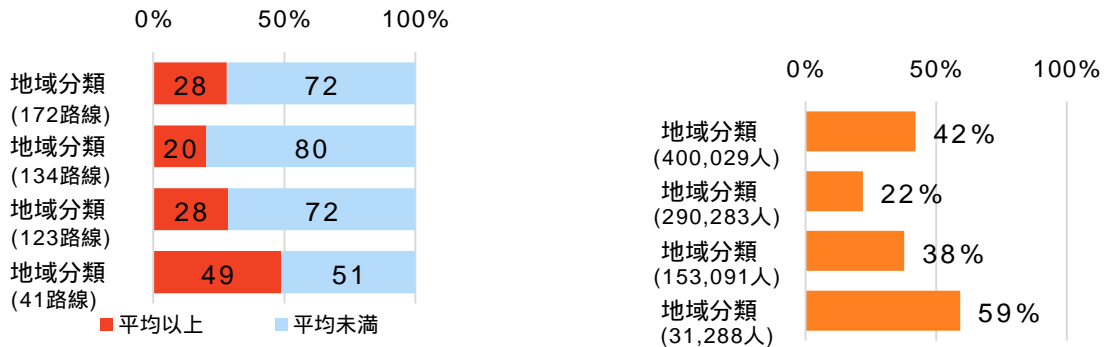 0% 50% 100%
地域分類
(172路線)
28 72
地域分類
(134路線)
20 80
地域分類
(123路線)
28 72
地域分類
(41路線)
49 51
平均以上 平均未満
0% 50% 100%
地域分類
(400,029人)
42%
地域分類
(290,283人)
22%
地域分類
(153,091人)
38%
地域分類
(31,288人)
59%